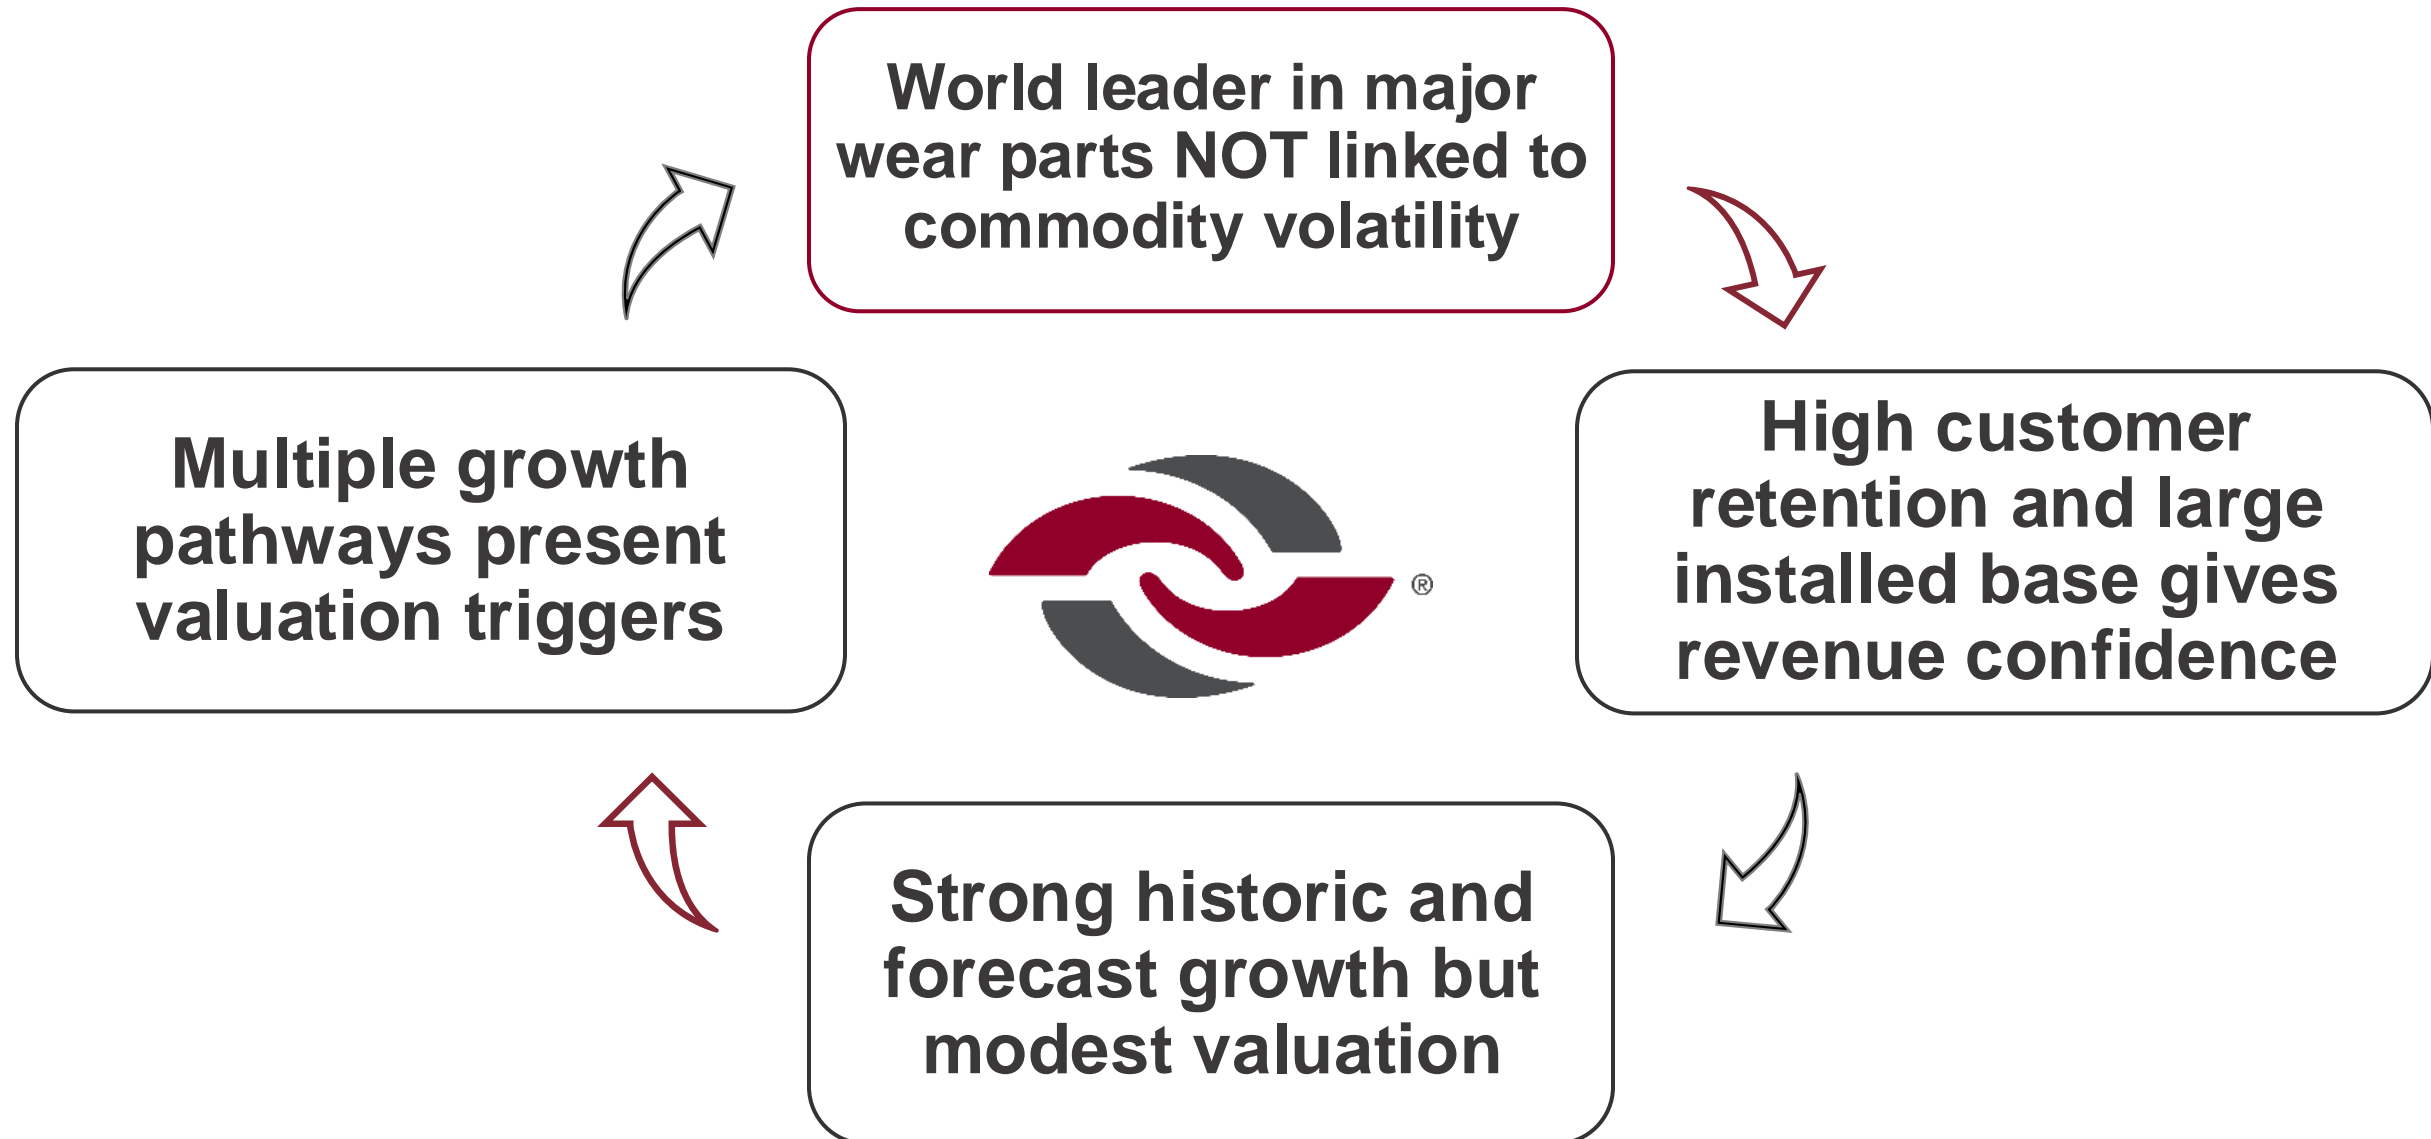 World leader in major
wear parts NOT linked to
commodity volatility
High customer
retention and large
installed base gives
revenue confidence
Strong historic and
forecast growth but
modest valuation
Multiple growth
pathways present
valuation triggers
®